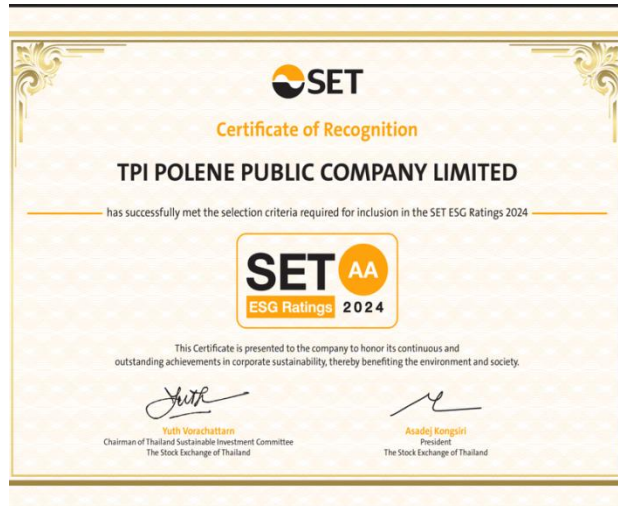 SET
Certificate of Recognition
TPI POLENE PUBLIC COMPANY LIMITED
has successfully met the selection criteria required for inclusion in the SET ESG Ratings 2024
SET AA
ESG Ratings 2024
This Certificate is presented to the company to honor its continuous and
outstanding achievements in corporate sustainability, thereby benefiting the environment and society.
Yuth
Yuth Vorachattarn
Chairman of Thailand Sustainable Investment Committee
The Stock Exchange of Thailand
Asadej Kongsiri
President
The Stock Exchange of Thailand